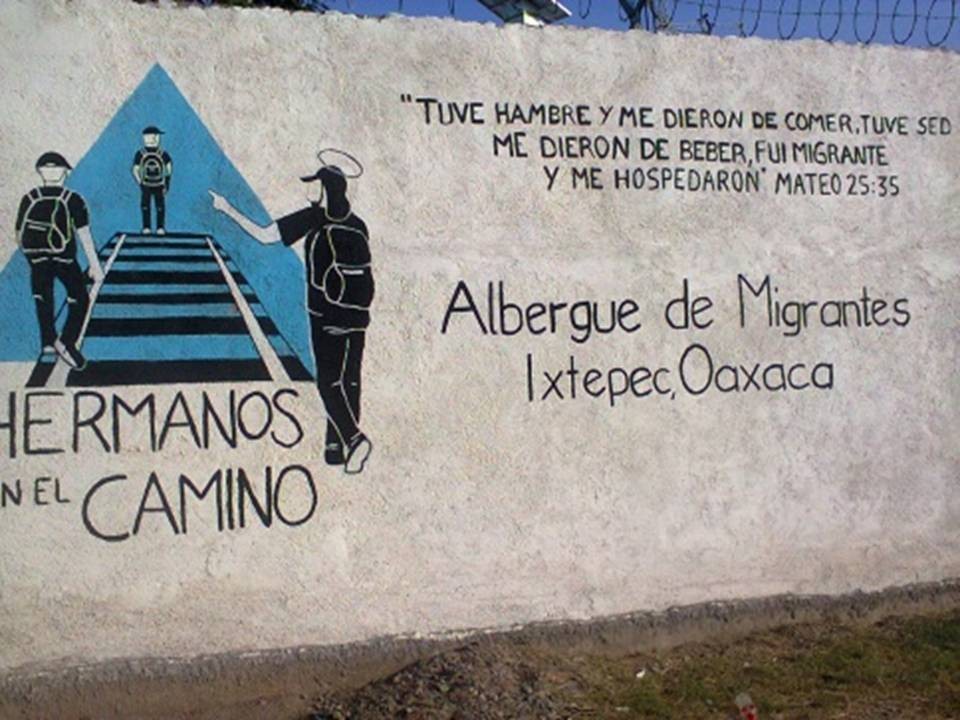 "TUVE HAMBRE Y ME DIERON DE COMER, TUVE SED
ME DIERON DE BEBER, FUI MIGRANTE
Y ME HOSPEDARON" MATEO 25:35
Albergue de Migrantes
Ixtepec, Oaxaca
HERMANOS
N EL CAMINO